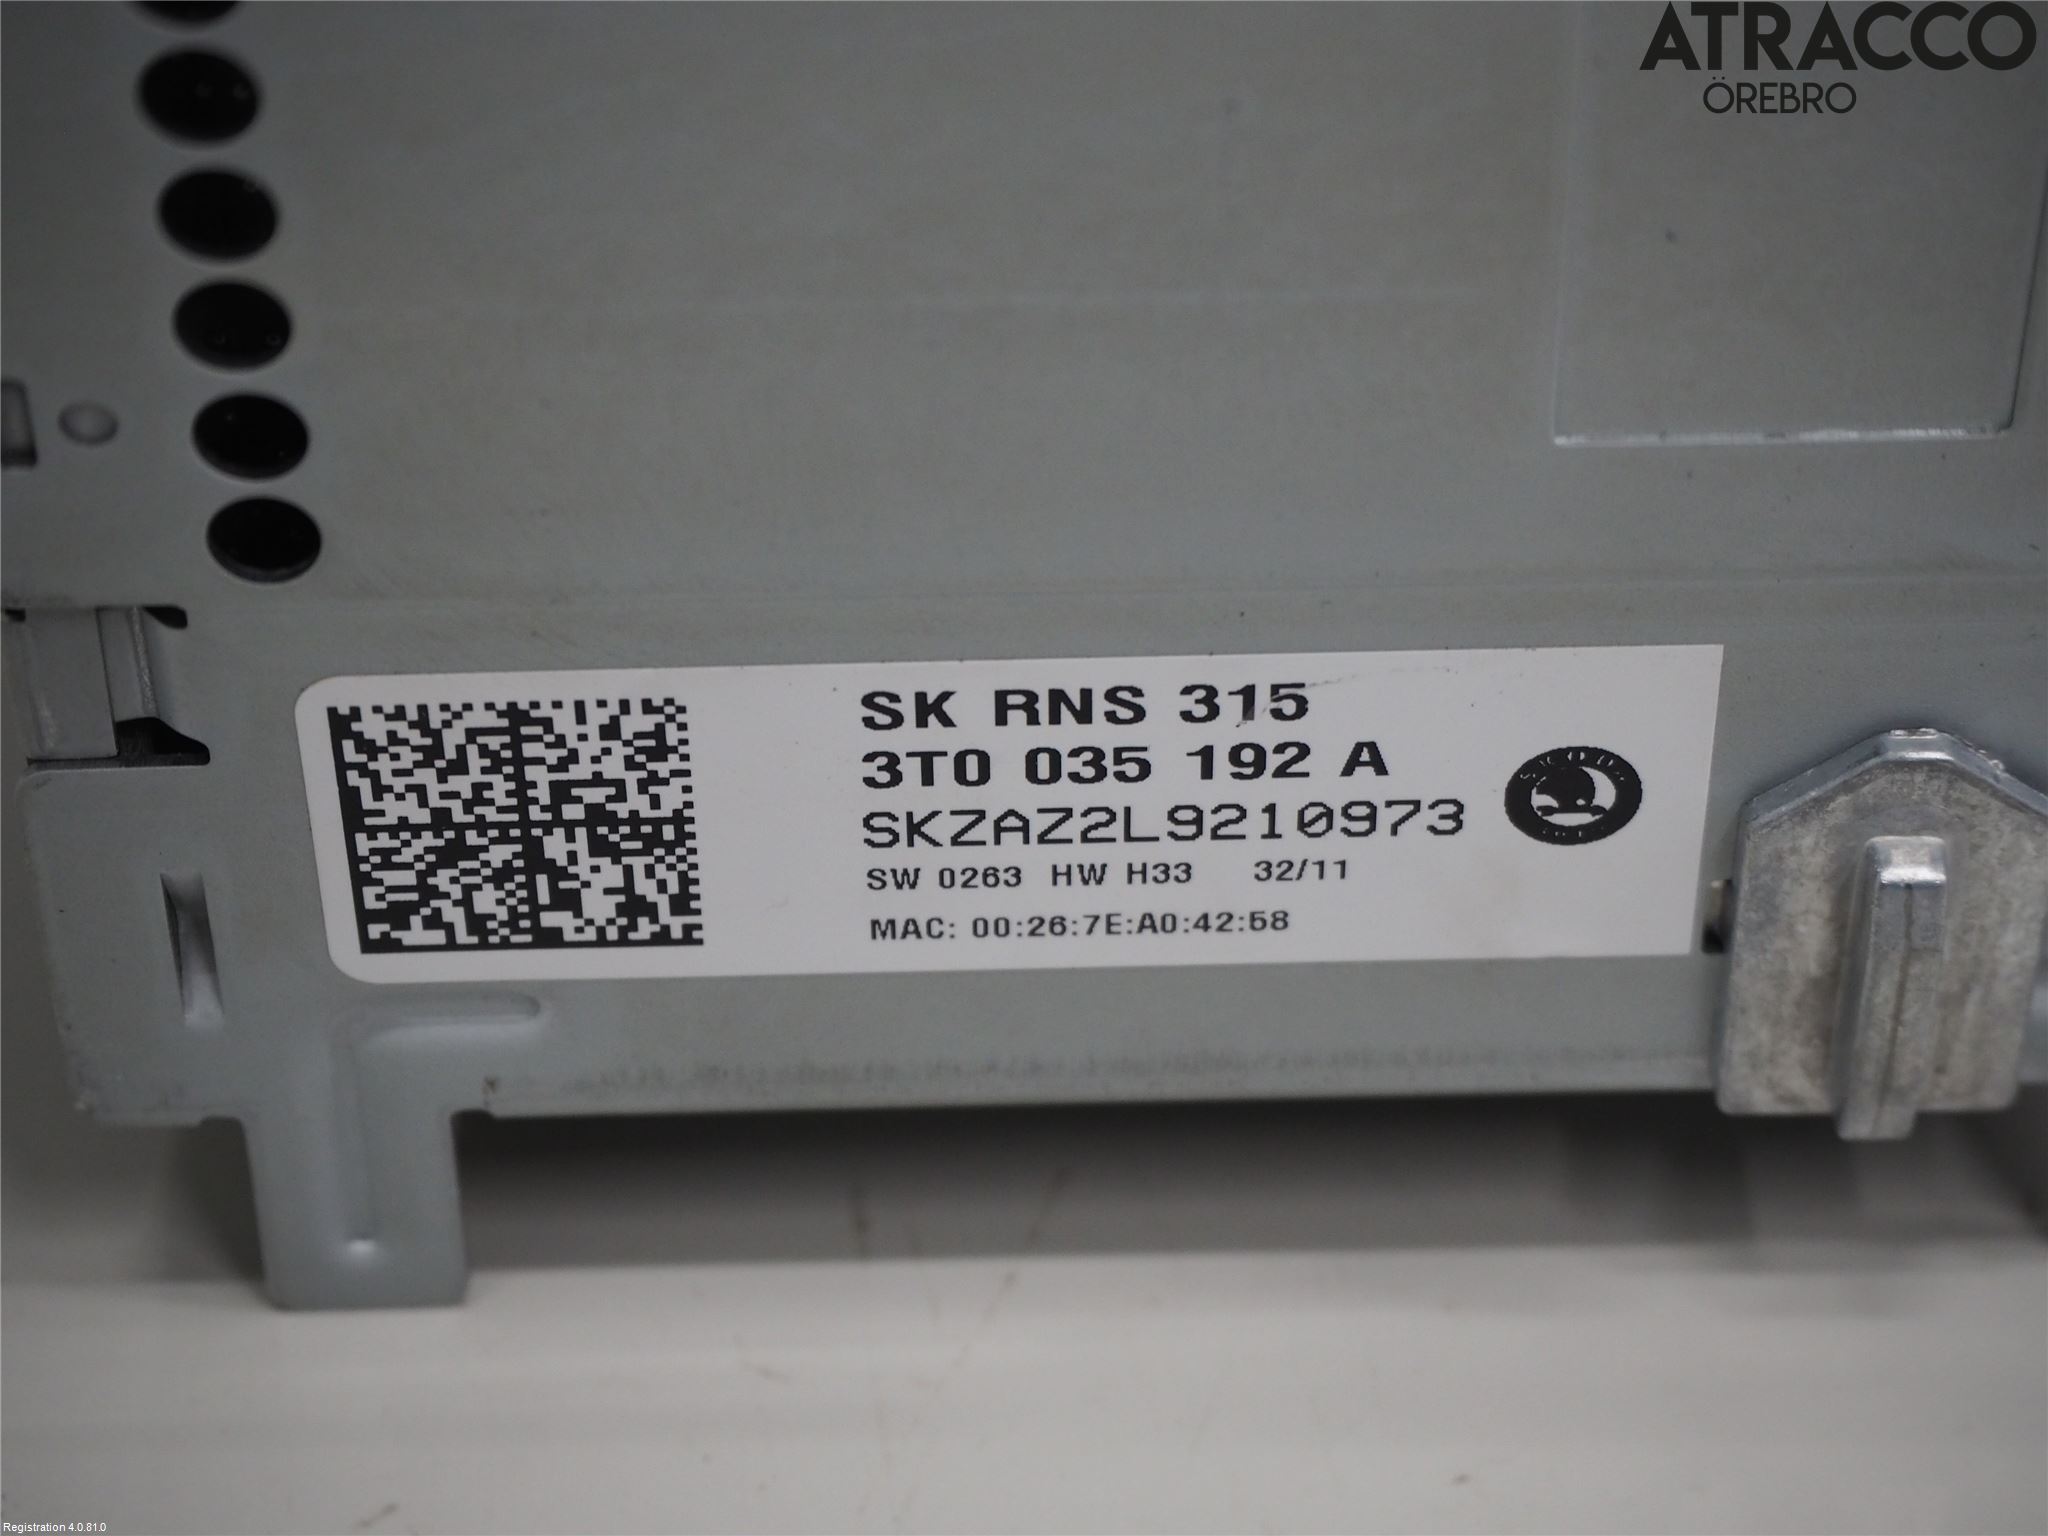 ATRACCO
ÖREBRO
SK RNS 315
3T0 035 192 A
SKZAZ2L9210973
SW 0263 HW H33 32/11
MAC: 00:26:7E:A0:42:58
SKODA
Registration 4.0.81.0